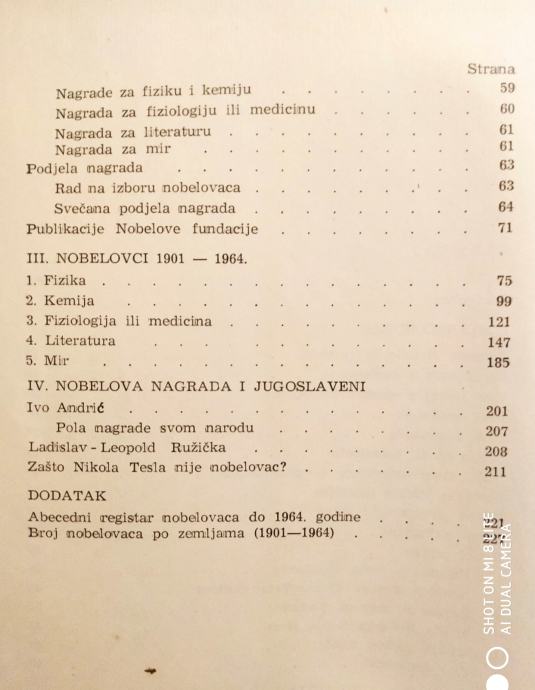 Strana
Nagrade za fiziku i kemiju . . . . . . . 59
Nagrada za fiziologiju ili medicinu . . . . . 60
Nagrada za literaturu . . . . . . . . 61
Nagrada za mir . . . . . . . . 61
Podjela nagrada . . . . . . . . . 63
Rad na izboru nobelovaca . . . . . . . 63
Svečana podjela nagrada . . . . . . . 64
Publikacije Nobelove fundacije . . . . . . 71
III. NOBELOVCI 1901 — 1964.
1. Fizika . . . . . . . . . . . 75
2. Kemija . . . . . . . . . . 99
3. Fiziologija ili medicina . . . . . . . . 121
4. Literatura . . . . . . . . . 147
5. Mir . . . . . . . . . . . 185
IV. NOBELOVA NAGRADA I JUGOSLAVENI
Ivo Andrić . . . . . . . . . . 201
Pola nagrade svom narodu . . . . . . 207
Ladislav-Leopold Ružička . . . . . . . 208
Zašto Nikola Tesla nije nobelovac? . . . . . 211
DODATAK
Abecedni registar nobelovaca do 1964. godine . . . 221
Broj nobelovaca po zemljama (1901—1964) . . . .
SHOT ON MI 8 LITE
AI DUAL CAMERA